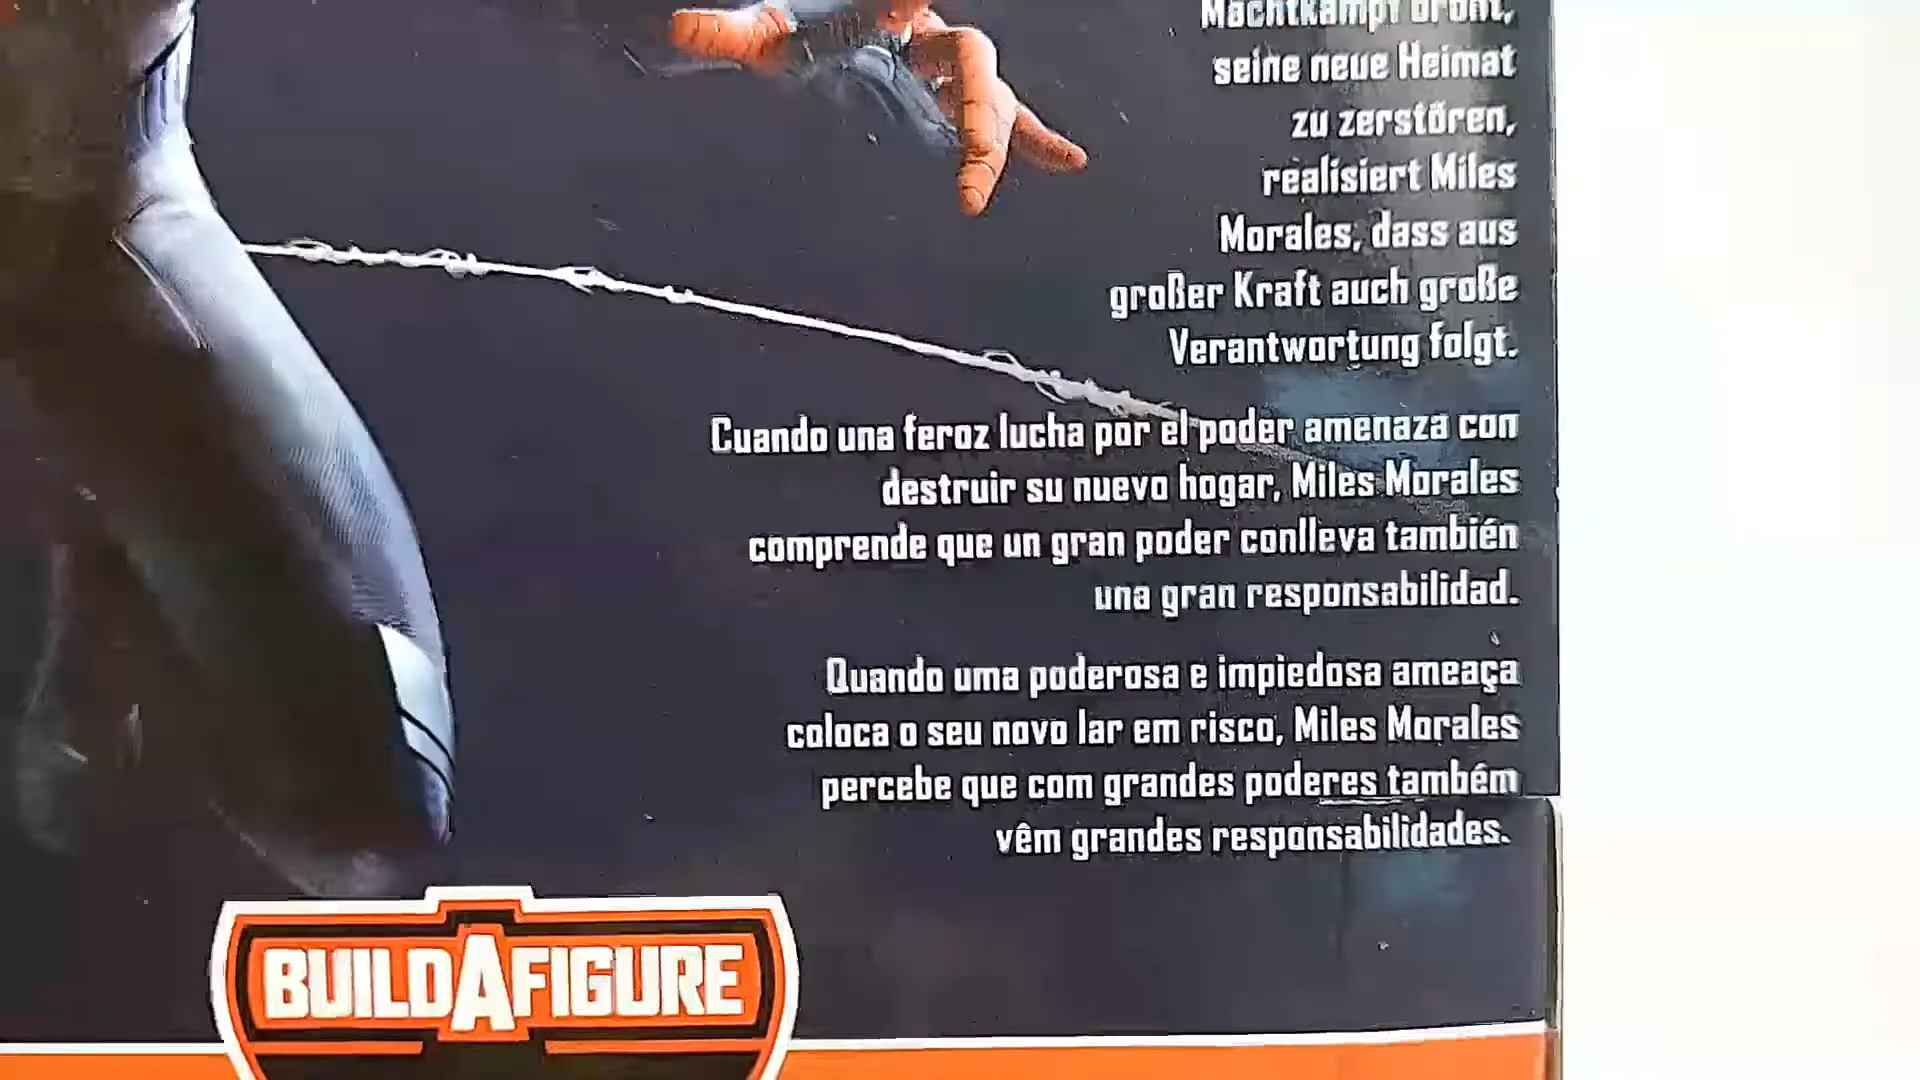 Machtkampf droht,
seine neue Heimat
zu zerstören,
realisiert Miles
Morales, dass aus
großer Kraft auch große
Verantwortung folgt.
Cuando una feroz lucha por el poder amenaza con
destruir su nuevo hogar, Miles Morales
comprende que un gran poder conlleva también
una gran responsabilidad.
Quando uma poderosa e impiedosa ameaça
coloca o seu novo lar em risco, Miles Morales
percebe que com grandes poderes também
vêm grandes responsabilidades.
BUILDAFIGURE